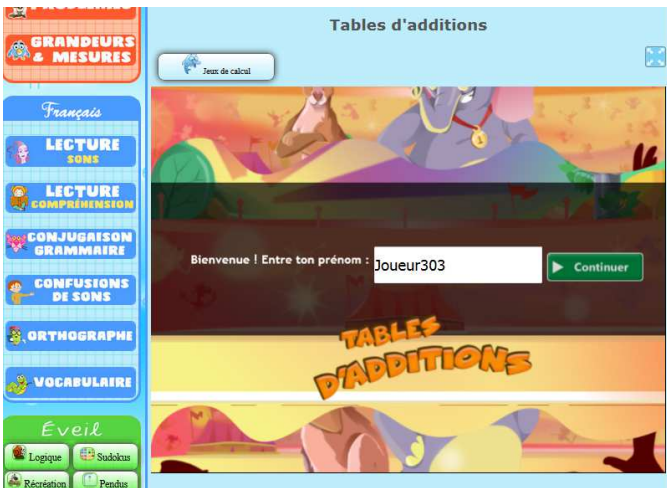 Tables d'additions
GRANDEURS
& MESURES
Jeux de calcul
Français
LECTURE
SONS
LECTURE
COMPRÉHENSION
CONJUGAISON
GRAMMAIRE
CONFUSIONS
DE SONS
ORTHOGRAPHE
VOCABULAIRE
Éveil
Logique
Sudokus
Récréation
Pendus
1
Bienvenue ! Entre ton prénom :
Joueur303
Continuer
TABLES
D'ADDITIONS